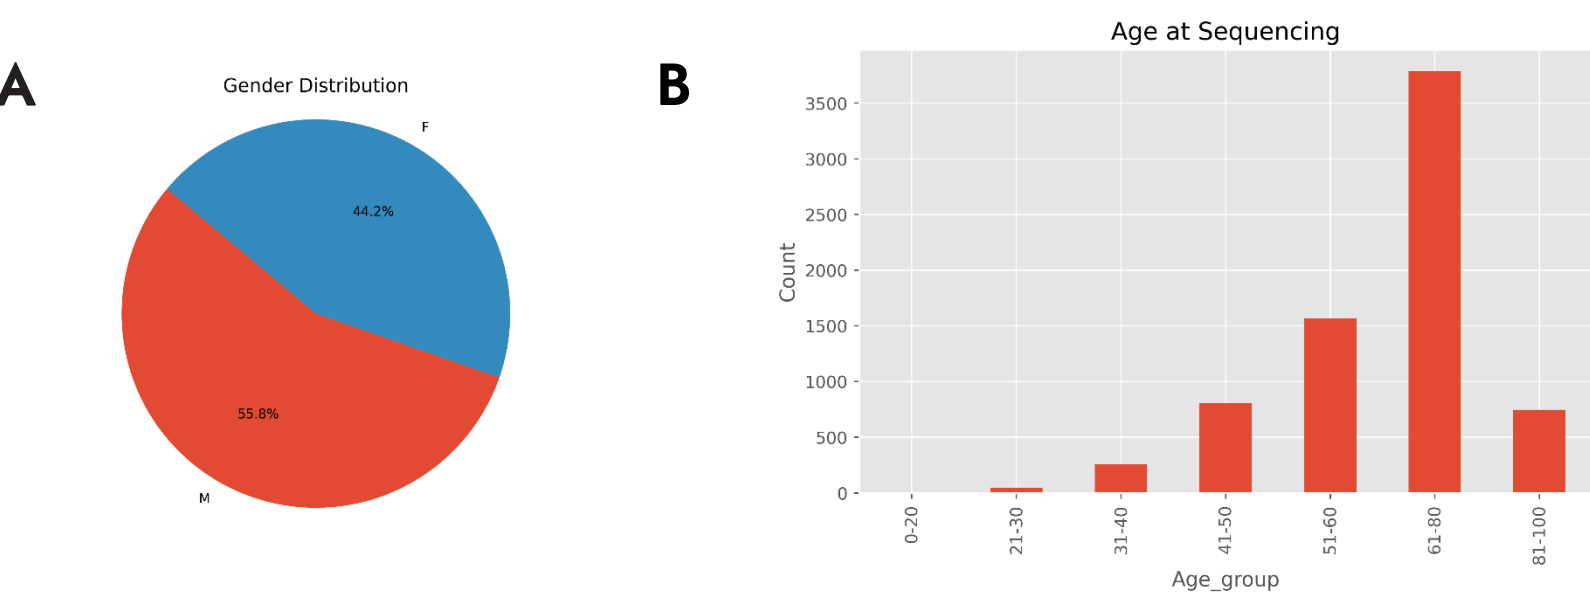 A
Gender Distribution
F
44.2%
55.8%
M
B
Age at Sequencing
3500
3000
2500
2000
1500
1000
500
0
Count
0-20
21-30
31-40
41-50
51-60
61-80
81-100
Age_group